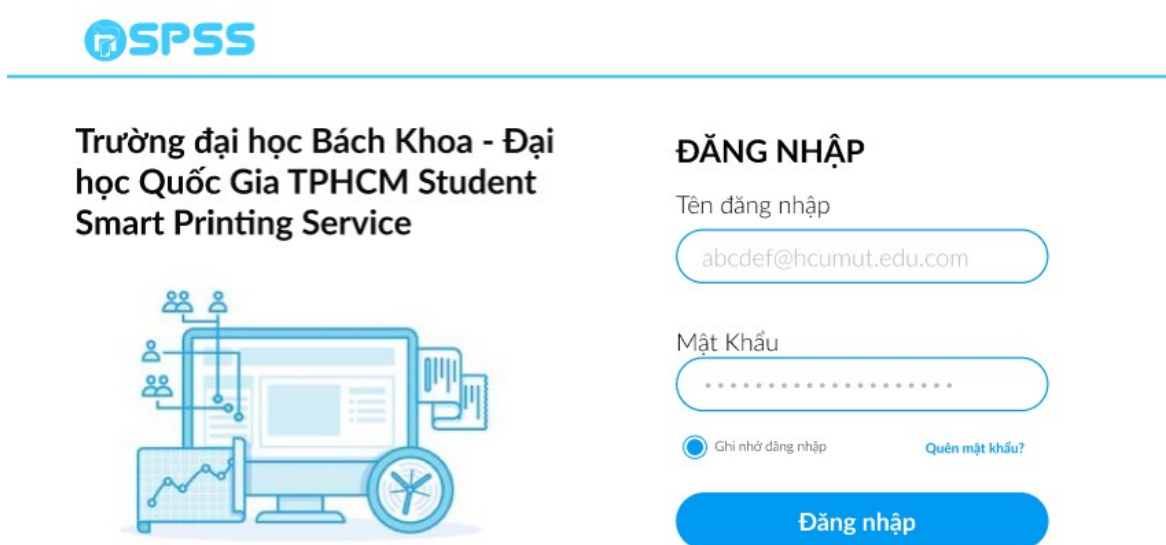 SPSS
Trường đại học Bách Khoa - Đại
học Quốc Gia TPHCM Student
Smart Printing Service
ĐĂNG NHẬP
Tên đăng nhập
abcdef@hcumut.edu.com
Mật Khẩu
Ghi nhớ đăng nhập
Quên mật khẩu?
Đăng nhập